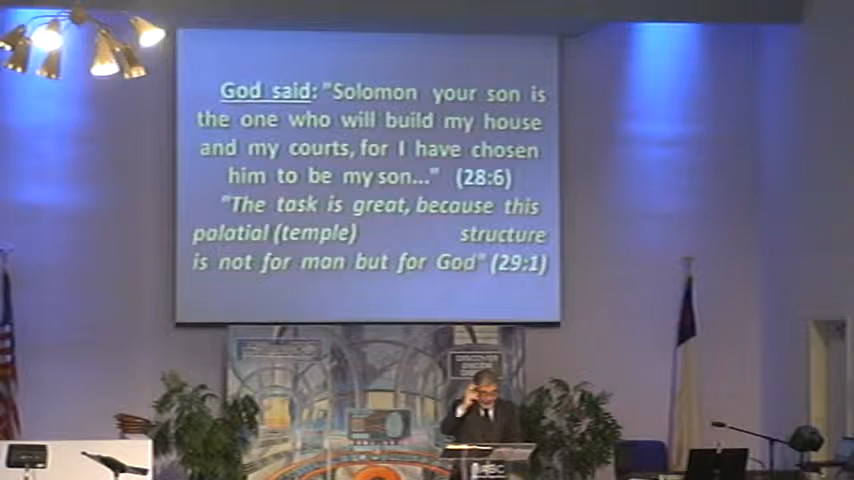 God said: "Solomon your son is
the one who will build my house
and my courts, for I have chosen
him to be my son..." (28:6)
"The task is great, because this
palatial (temple) structure
is not for man but for God" (29:1)
DISCOVER